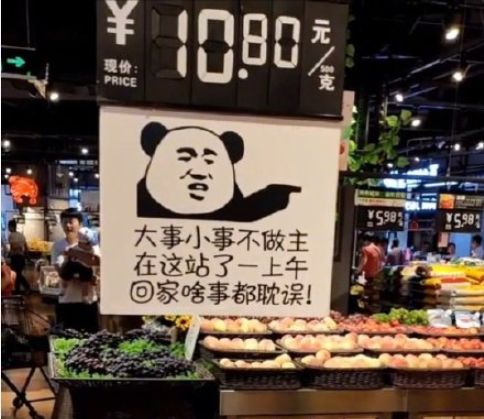 ¥ 10.80 元/500克
现价:
PRICE
大事小事不做主
在这站了一上午
回家啥事都耽误!
¥5.98
¥5.98